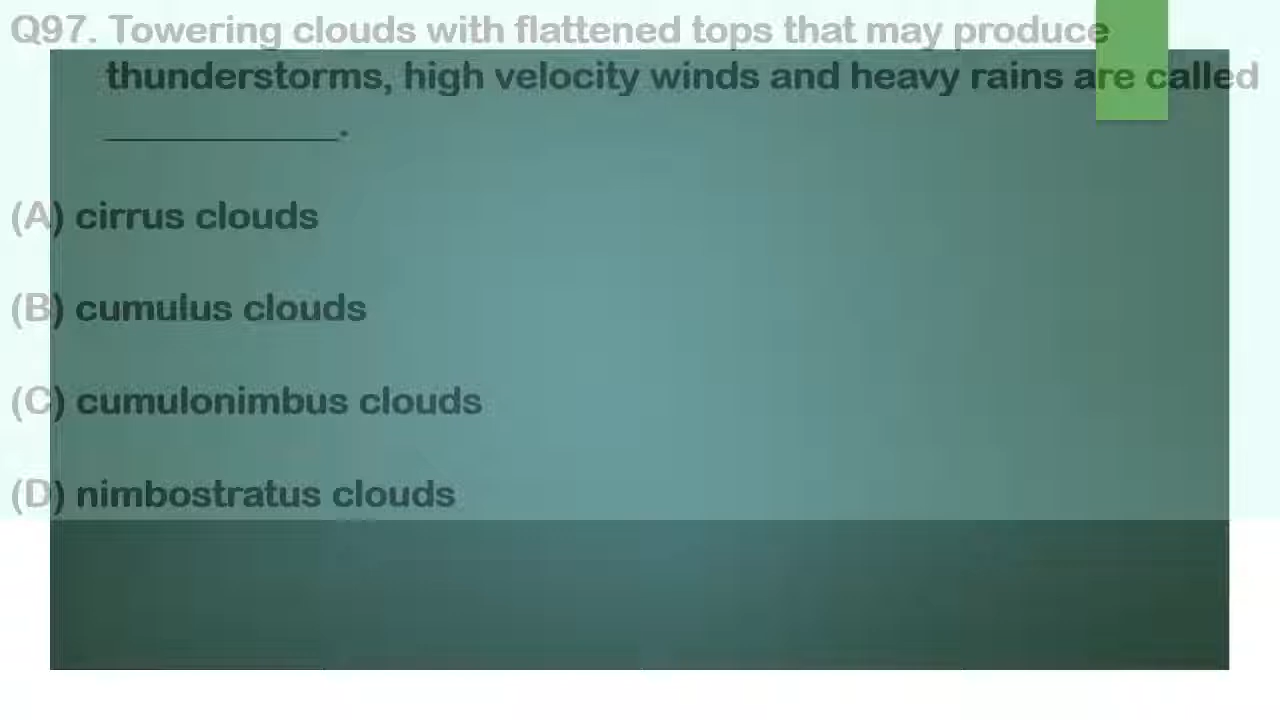 Q97. Towering clouds with flattened tops that may produce
thunderstorms, high velocity winds and heavy rains are called
____________.
(A) cirrus clouds
(B) cumulus clouds
(C) cumulonimbus clouds
(D) nimbostratus clouds